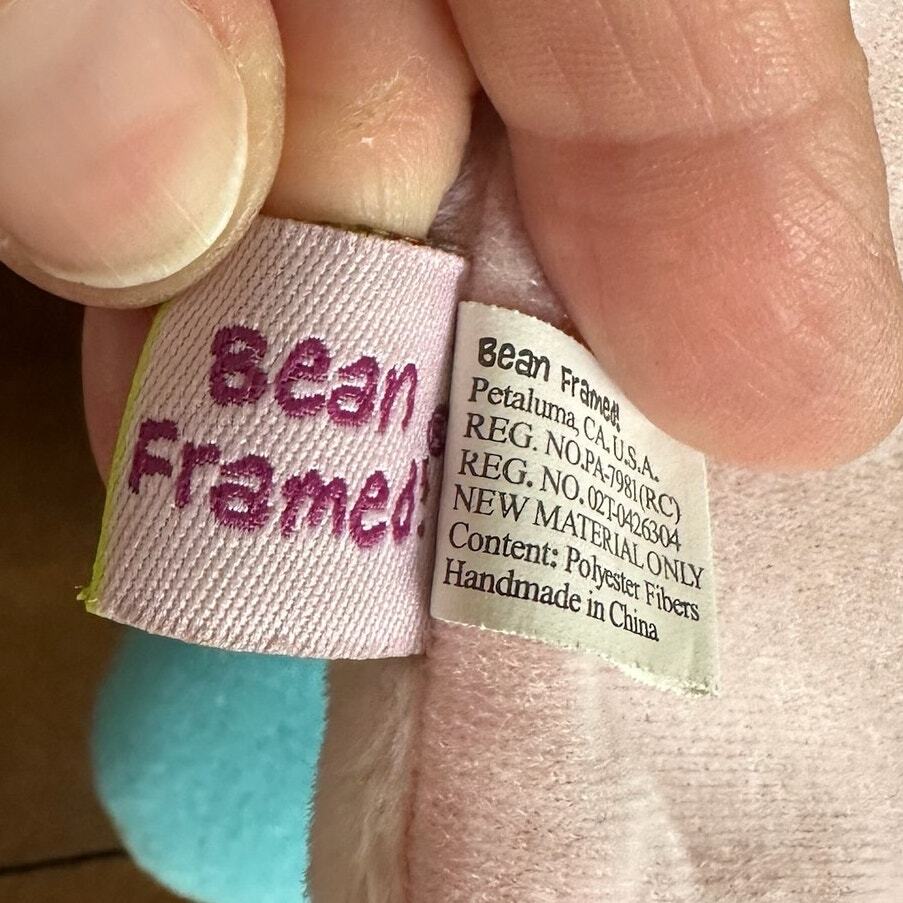 Bean
Framed!
Bean Framed!
Petaluma, CA. U.S.A.
REG. NO.PA-7981(RC)
REG. NO. 02T-0426304
NEW MATERIAL ONLY
Content: Polyester Fibers
Handmade in China